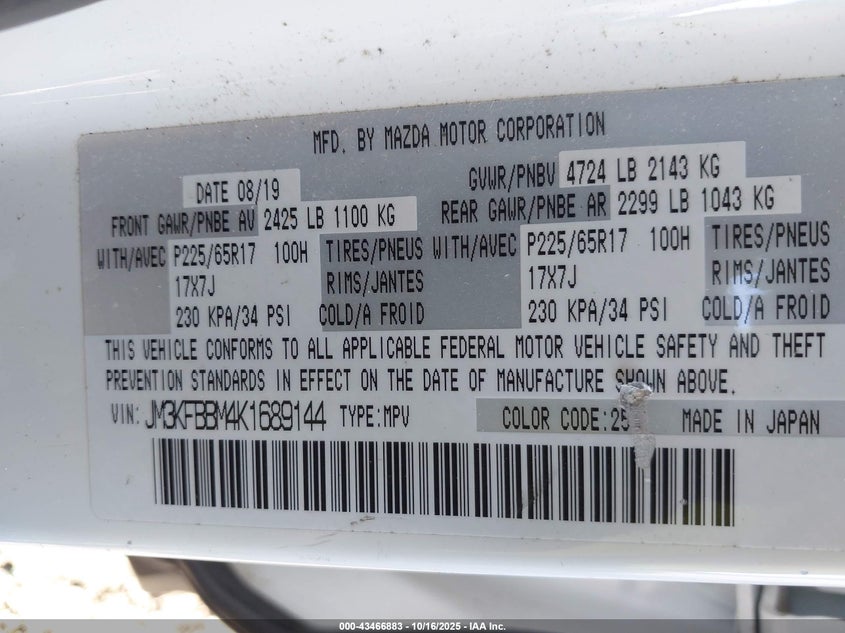 MFD. BY MAZDA MOTOR CORPORATION
DATE 08/19 GVWR/PNBV 4724 LB 2143 KG
FRONT GAWR/PNBE AV 2425 LB 1100 KG REAR GAWR/PNBE AR 2299 LB 1043 KG
WITH/AVEC P225/65R17 100H TIRES/PNEUS WITH/AVEC P225/65R17 100H TIRES/PNEUS
17X7J RIMS/JANTES 17X7J RIMS/JANTES
230 KPA/34 PSI COLD/A FROID 230 KPA/34 PSI COLD/A FROID
THIS VEHICLE CONFORMS TO ALL APPLICABLE FEDERAL MOTOR VEHICLE SAFETY AND THEFT
PREVENTION STANDARDS IN EFFECT ON THE DATE OF MANUFACTURE SHOWN ABOVE.
VIN: JM3KFBBM4K1689144 TYPE:MPV COLOR CODE:25 MADE IN JAPAN
000-43466883 - 10/16/2025 - IAA Inc.